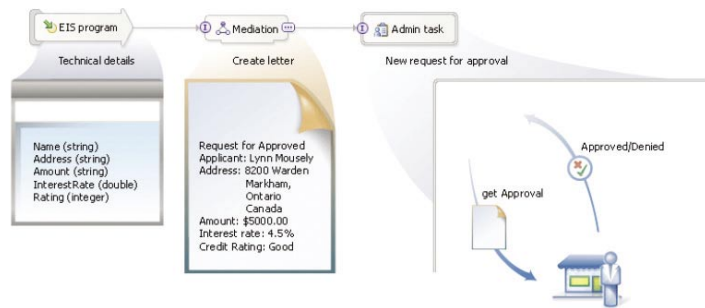 EIS program
Mediation
Admin task
Technical details
Create letter
New request for approval
Name (string)
Address (string)
Amount (string)
InterestRate (double)
Rating (integer)
Request for Approved
Applicant: Lynn Mousely
Address: 8200 Warden
Markham,
Ontario
Canada
Amount: $5000.00
Interest rate: 4.5%
Credit Rating: Good
Approved/Denied
get Approval